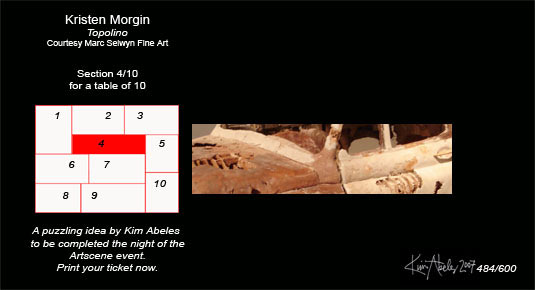 Kristen Morgin
Topolino
Courtesy Marc Selwyn Fine Art
Section 4/10
for a table of 10
1 2 3
4 5
6 7
8 9 10
A puzzling idea by Kim Abeles
to be completed the night of the
Artscene event.
Print your ticket now.
Kim Abeles 2007 484/600